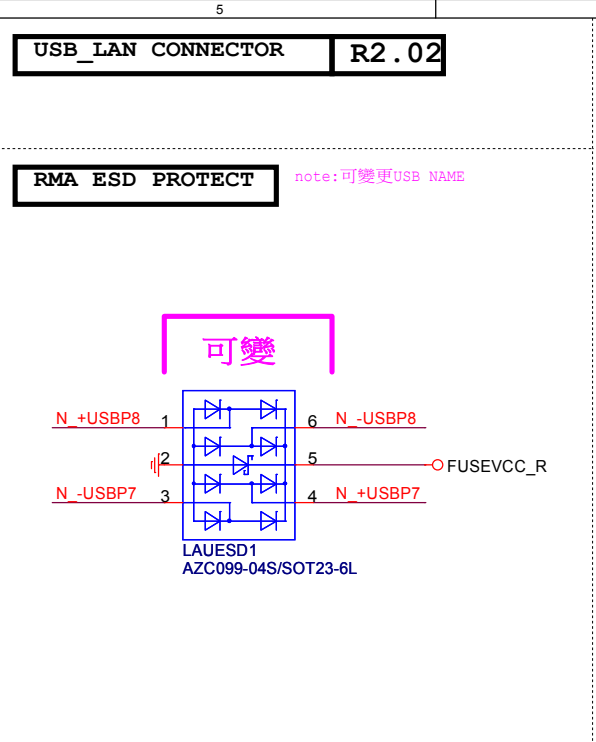 5
USB_LAN CONNECTOR R2.02
RMA ESD PROTECT note:可變更USB NAME
可變
N_+USBP8 1 6 N_-USBP8
2 5 FUSEVCC_R
N_-USBP7 3 4 N_+USBP7
LAUESD1
AZC099-04S/SOT23-6L